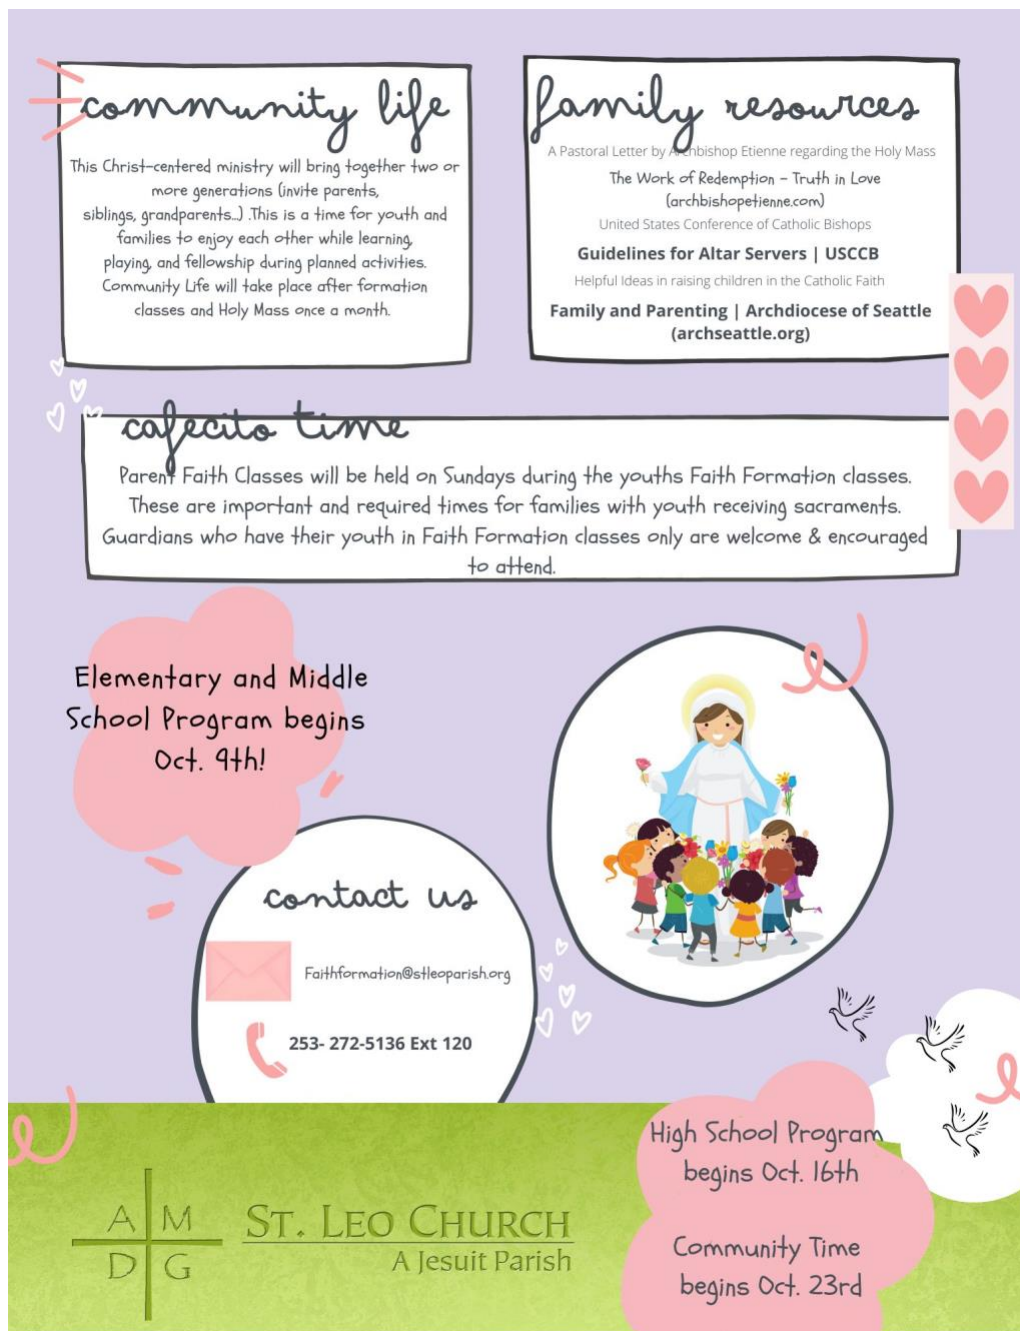 community life
This Christ-centered ministry will bring together two or
more generations (invite parents,
siblings, grandparents...) .This is a time for youth and
families to enjoy each other while learning,
playing, and fellowship during planned activities.
Community Life will take place after formation
classes and Holy Mass once a month.
family resources
A Pastoral Letter by Archbishop Etienne regarding the Holy Mass
The Work of Redemption - Truth in Love
(archbishopetienne.com)
United States Conference of Catholic Bishops
Guidelines for Altar Servers | USCCB
Helpful Ideas in raising children in the Catholic Faith
Family and Parenting | Archdiocese of Seattle
(archseattle.org)
cafecito time
Parent Faith Classes will be held on Sundays during the youths Faith Formation classes.
These are important and required times for families with youth receiving sacraments.
Guardians who have their youth in Faith Formation classes only are welcome & encouraged
to attend.
Elementary and Middle
School Program begins
Oct. 9th!
contact us
Faithformation@stleoparish.org
253- 272-5136 Ext 120
High School Program
begins Oct. 16th
Community Time
begins Oct. 23rd
A M
D G
ST. LEO CHURCH
A Jesuit Parish